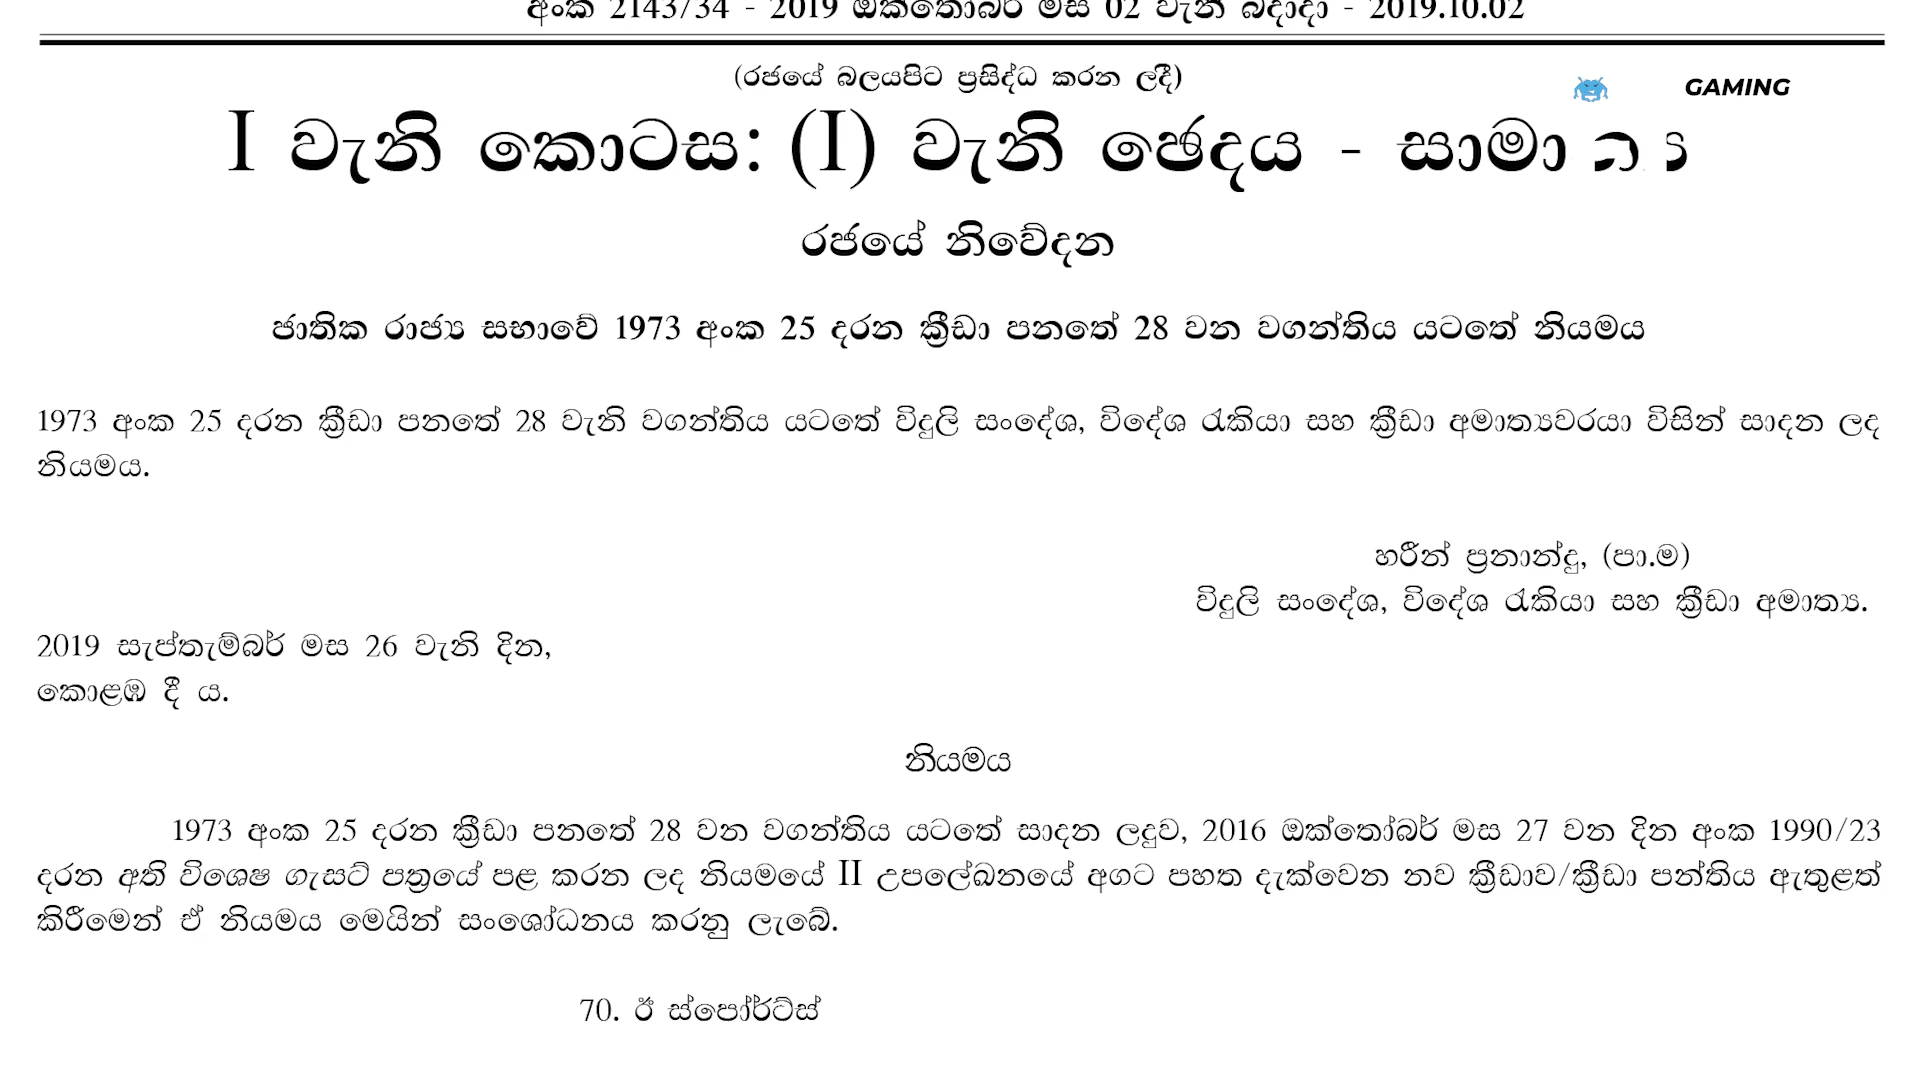 අංක 2143/34 - 2019 ඔක්තෝබර් මස 02 වැනි බදාදා - 2019.10.02
(රජයේ බලයපිට ප්‍රසිද්ධ කරන ලදී)
GAMING
I වැනි කොටස: (I) වැනි ඡෙදය -
රජයේ නිවේදන
ජාතික රාජ්‍ය සභාවේ 1973 අංක 25 දරන ක්‍රීඩා පනතේ 28 වන වගන්තිය යටතේ නියමය
1973 අංක 25 දරන ක්‍රීඩා පනතේ 28 වැනි වගන්තිය යටතේ විදුලි සංදේශ, විදේශ රැකියා සහ ක්‍රීඩා අමාත්‍යවරයා විසින් සාදන ලද
නියමය.
හරීන් ප්‍රනාන්දු, (පා.ම)
විදුලි සංදේශ, විදේශ රැකියා සහ ක්‍රීඩා අමාත්‍ය.
2019 සැප්තැම්බර් මස 26 වැනි දින,
කොළඹ දී ය.
නියමය
1973 අංක 25 දරන ක්‍රීඩා පනතේ 28 වන වගන්තිය යටතේ සාදන ලදුව, 2016 ඔක්තෝබර් මස 27 වන දින අංක 1990/23
දරන අති විශෙෂ ගැසට් පත්‍රයේ පළ කරන ලද නියමයේ II උපලේඛනයේ අගට පහත දැක්වෙන නව ක්‍රීඩාව/ක්‍රීඩා පන්තිය ඇතුළත්
කිරීමෙන් ඒ නියමය මෙයින් සංශෝධනය කරනු ලැබේ.
70. ඊ ස්පෝර්ට්ස්